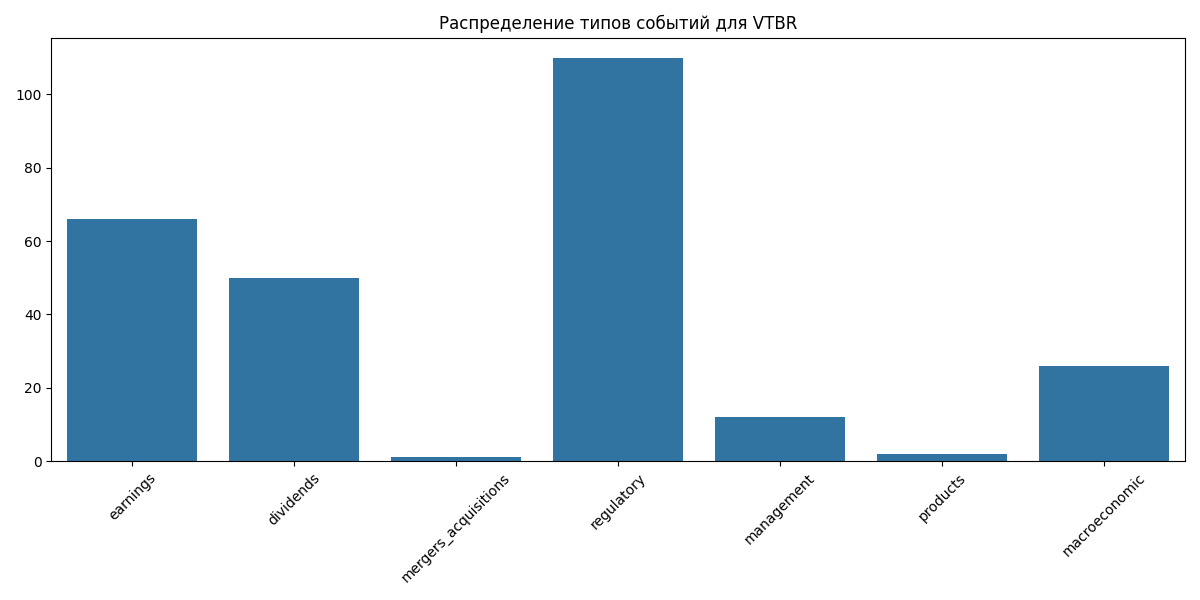 Распределение типов событий для VTBR
100
80
60
40
20
0
earnings
dividends
mergers_acquisitions
regulatory
management
products
macroeconomic